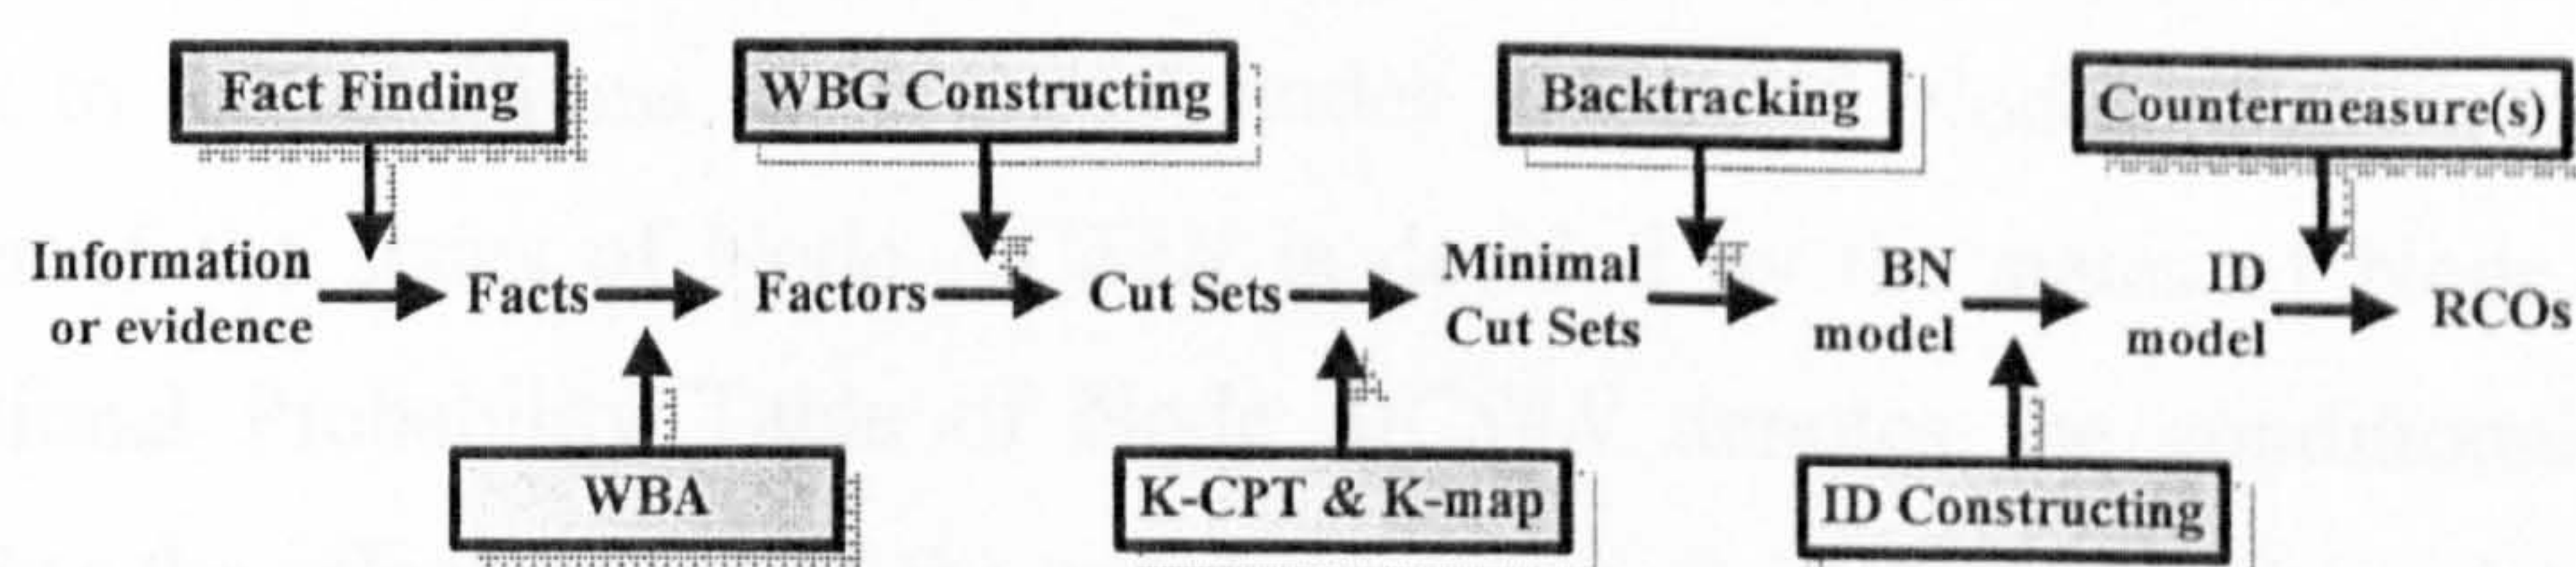 Fact Finding
WBG Constructing
Backtracking
Countermeasure(s)
Information
or evidence
Facts
Factors
Cut Sets
Minimal
Cut Sets
BN
model
ID
model
RCOs
WBA
K-CPT & K-map
ID Constructing